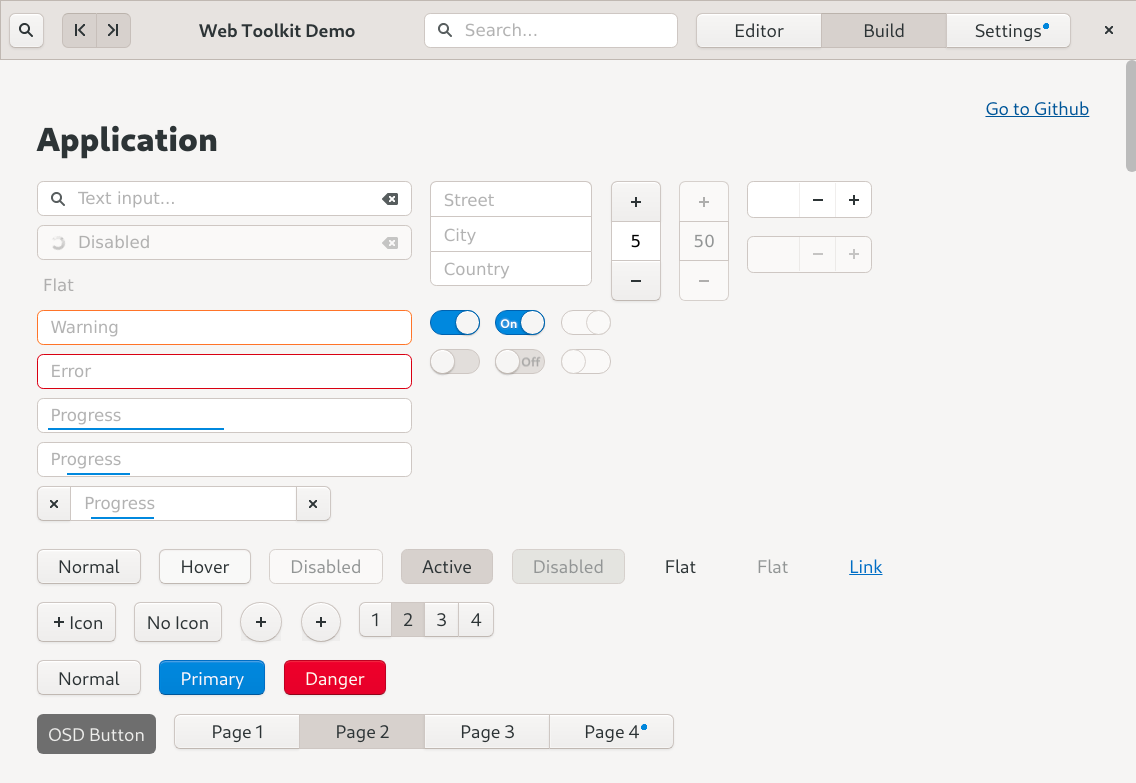 Web Toolkit Demo
Search...
Editor
Build
Settings
Go to Github
Application
Text input...
Disabled
Flat
Warning
Error
Progress
Progress
Progress
Street
City
Country
5
50
On
Off
Normal
Hover
Disabled
Active
Disabled
Flat
Flat
Link
+ Icon
No Icon
+
+
1
2
3
4
Normal
Primary
Danger
OSD Button
Page 1
Page 2
Page 3
Page 4